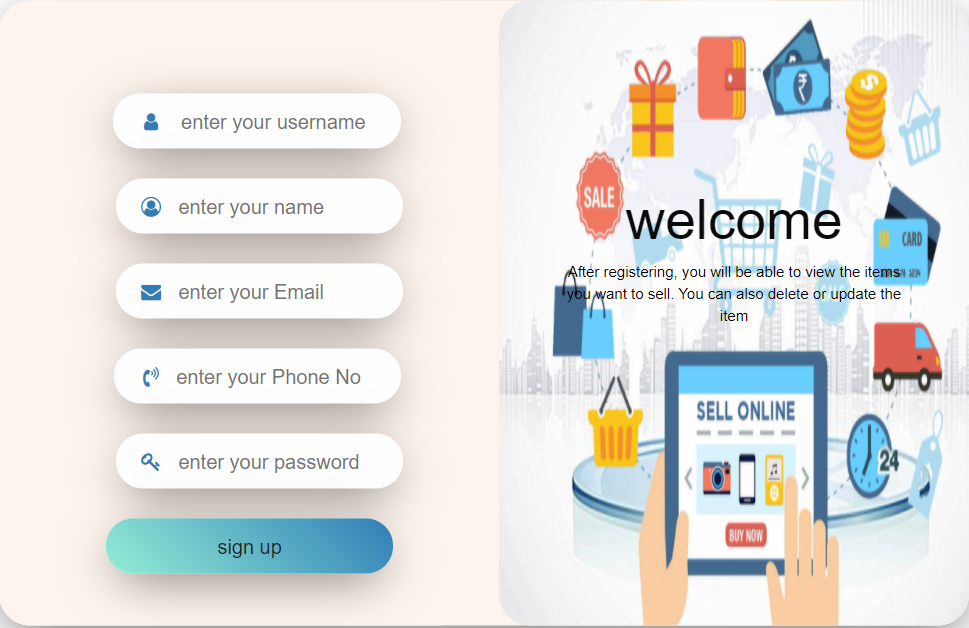 enter your username
enter your name
enter your Email
enter your Phone No
enter your password
sign up
SALE
welcome
CARD
After registering, you will be able to view the items
you want to sell. You can also delete or update the
item
SELL ONLINE
24
BUY NOW